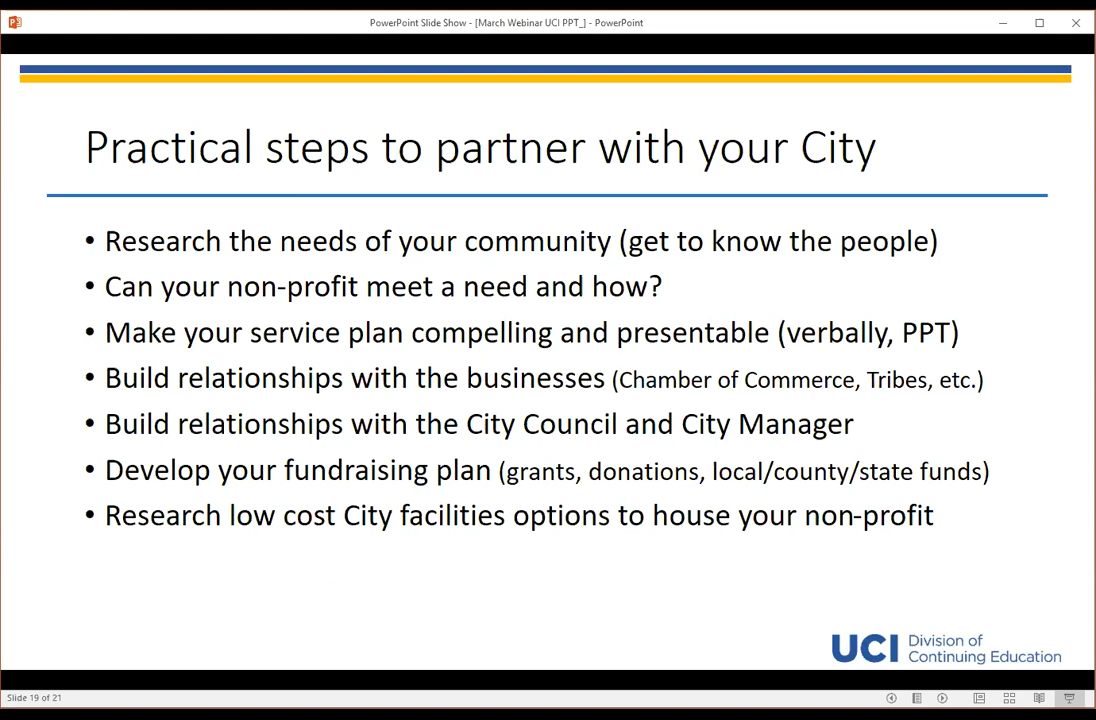 PowerPoint Slide Show - [March Webinar UCI PPT_] - PowerPoint
Practical steps to partner with your City
• Research the needs of your community (get to know the people)
• Can your non-profit meet a need and how?
• Make your service plan compelling and presentable (verbally, PPT)
• Build relationships with the businesses (Chamber of Commerce, Tribes, etc.)
• Build relationships with the City Council and City Manager
• Develop your fundraising plan (grants, donations, local/county/state funds)
• Research low cost City facilities options to house your non-profit
UCI Division of
Continuing Education
Slide 19 of 21